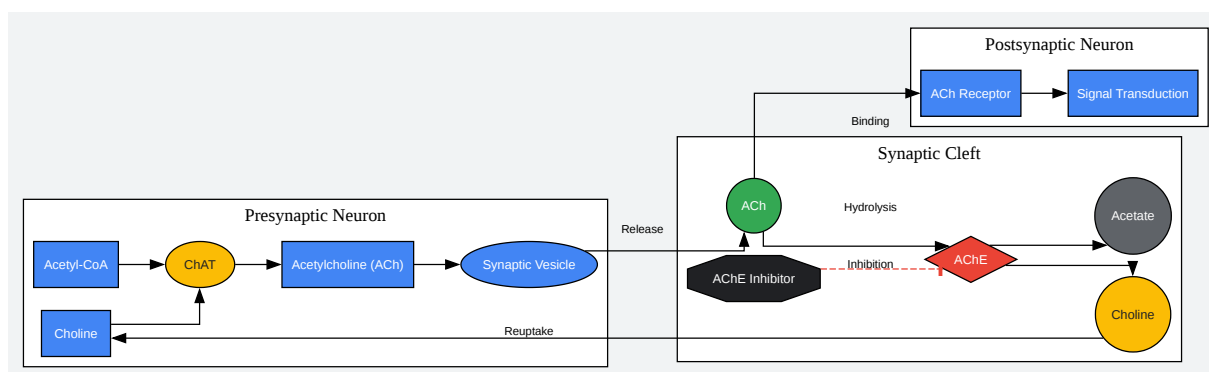 Postsynaptic Neuron
ACh Receptor
Signal Transduction
Binding
Synaptic Cleft
ACh
Hydrolysis
Acetate
AChE Inhibitor
Inhibition
AChE
Choline
Presynaptic Neuron
Acetyl-CoA
ChAT
Acetylcholine (ACh)
Synaptic Vesicle
Release
Choline
Reuptake